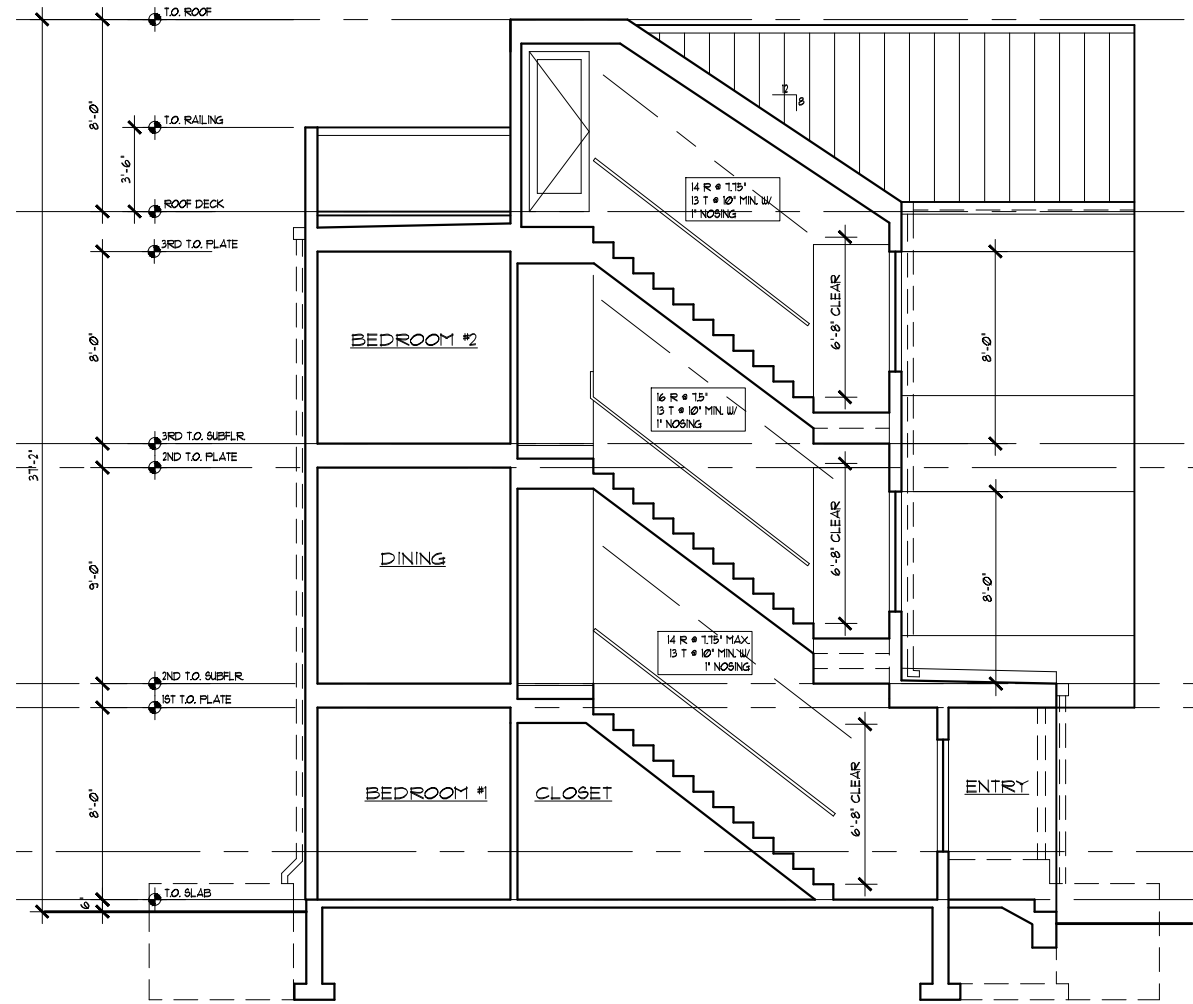 T.O. ROOF
8'-0"
12
8
T.O. RAILING
3'-6"
14 R @ 7.75"
13 T @ 10" MIN. W/
1" NOSING
ROOF DECK
3RD T.O. PLATE
6'-8" CLEAR
8'-0"
BEDROOM #2
8'-0"
16 R @ 7.5"
13 T @ 10" MIN. W/
1" NOSING
3RD T.O. SUBFLR.
2ND T.O. PLATE
37'-2"
6'-8" CLEAR
DINING
9'-0"
8'-0"
14 R @ 7.75" MAX.
13 T @ 10" MIN. W/
1" NOSING
2ND T.O. SUBFLR.
1ST T.O. PLATE
6'-8" CLEAR
8'-0"
BEDROOM #1
CLOSET
ENTRY
T.O. SLAB
6"